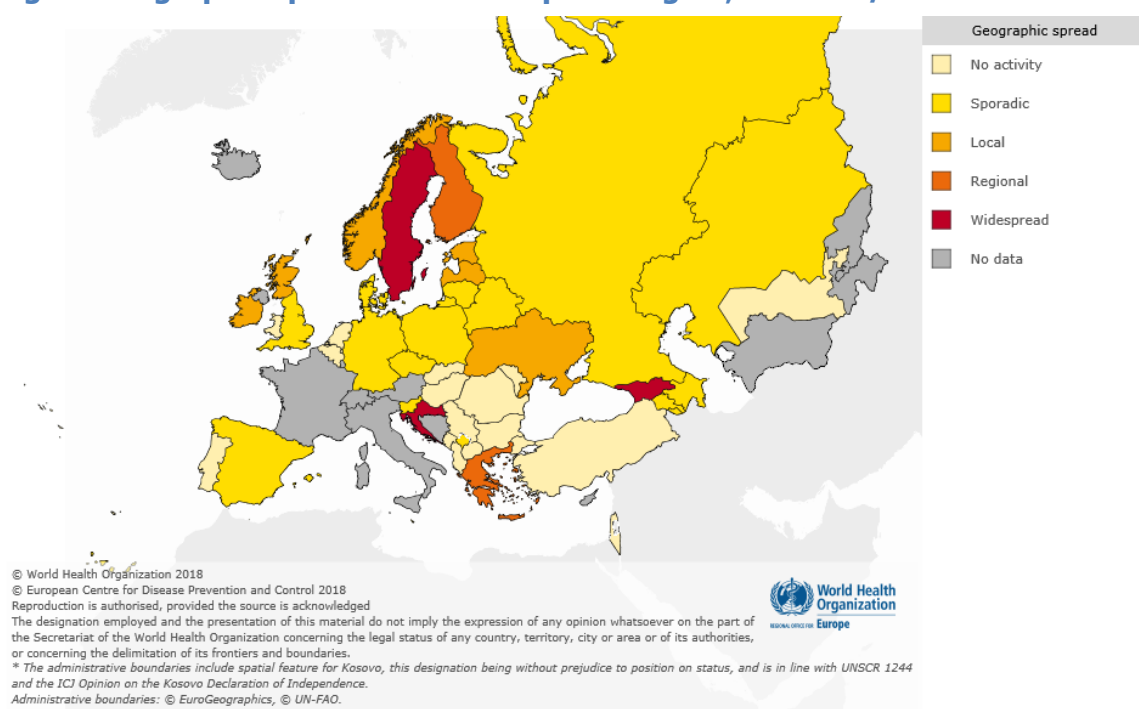 Geographic spread
No activity
Sporadic
Local
Regional
Widespread
No data
© World Health Organization 2018
© European Centre for Disease Prevention and Control 2018
Reproduction is authorised, provided the source is acknowledged
The designation employed and the presentation of this material do not imply the expression of any opinion whatsoever on the part of
the Secretariat of the World Health Organization concerning the legal status of any country, territory, city or area or of its authorities,
or concerning the delimitation of its frontiers and boundaries.
* The administrative boundaries include spatial feature for Kosovo, this designation being without prejudice to position on status, and is in line with UNSCR 1244
and the ICJ Opinion on the Kosovo Declaration of Independence.
Administrative boundaries: © EuroGeographics, © UN-FAO.
World Health
Organization
REGIONAL OFFICE FOR Europe